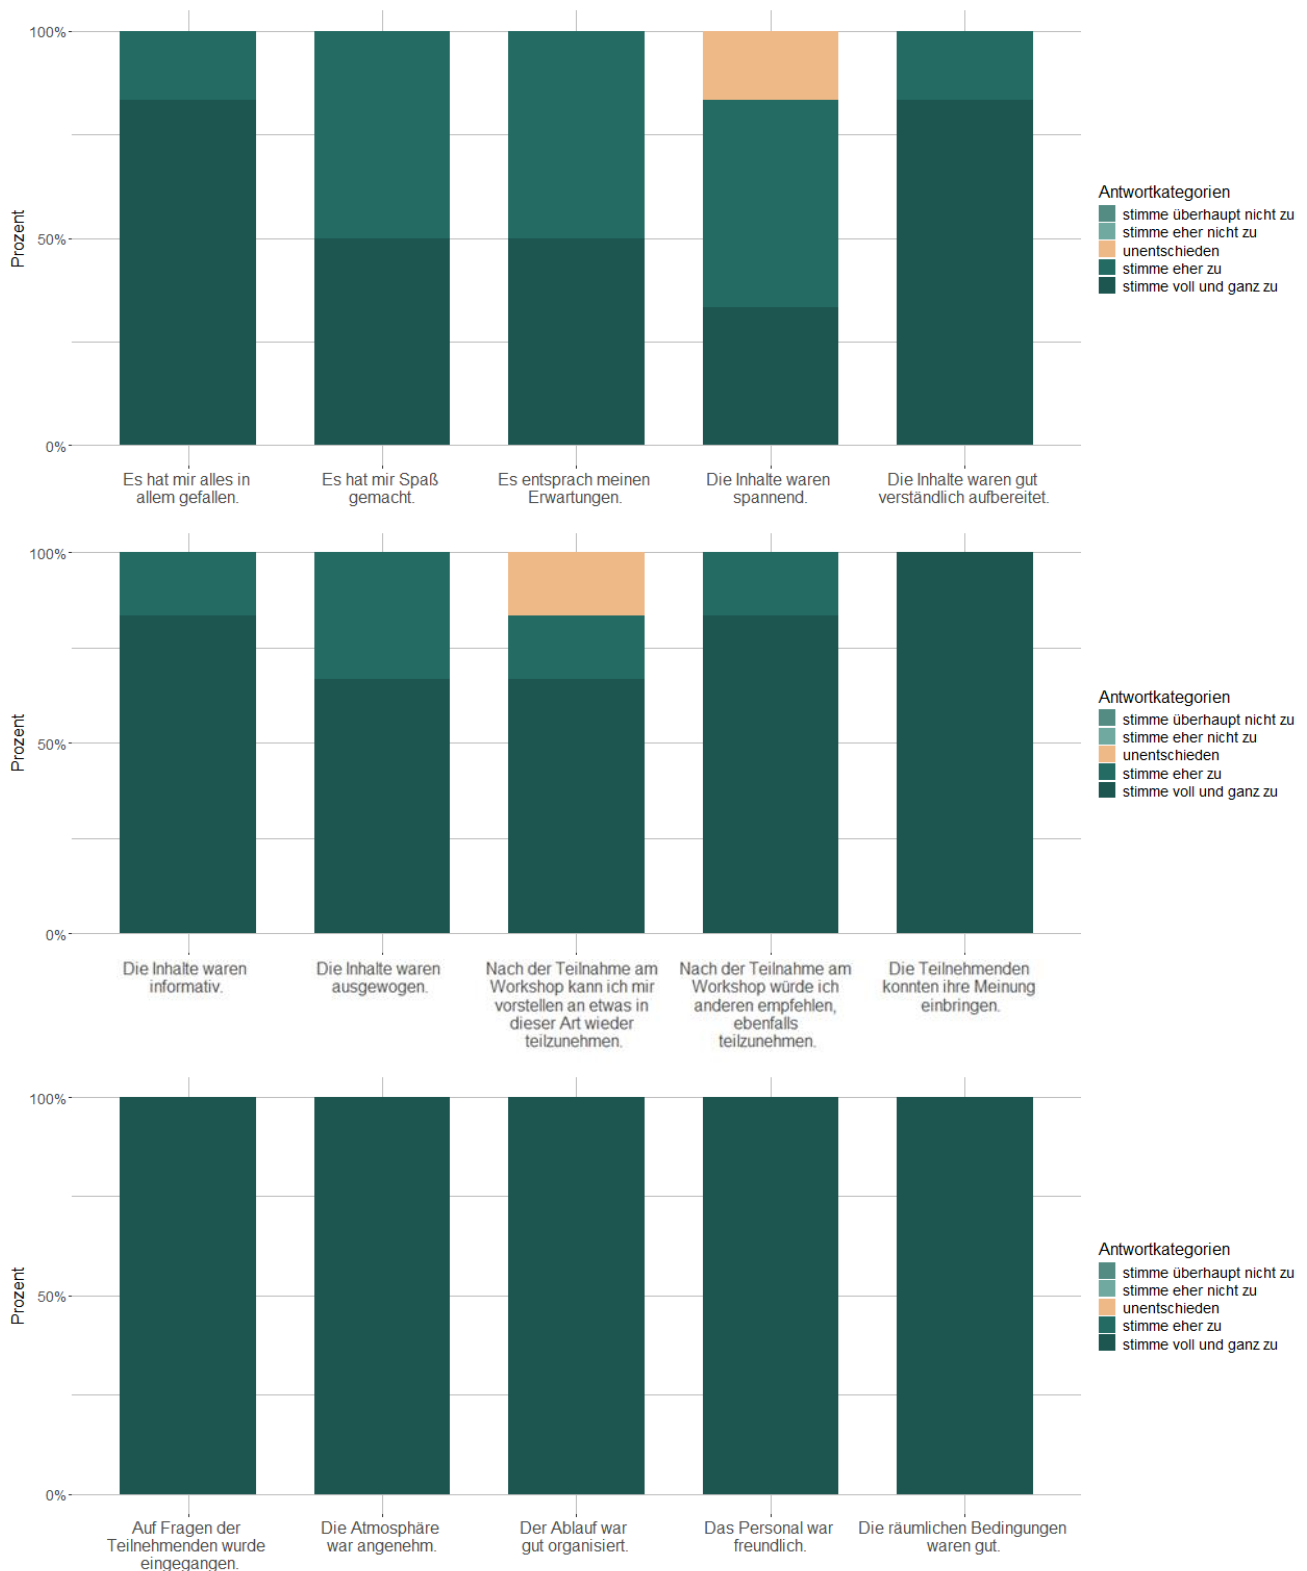 100%
50%
0%
Prozent
Es hat mir alles in
allem gefallen.
Es hat mir Spaß
gemacht.
Es entsprach meinen
Erwartungen.
Die Inhalte waren
spannend.
Die Inhalte waren gut
verständlich aufbereitet.
Antwortkategorien
stimme überhaupt nicht zu
stimme eher nicht zu
unentschieden
stimme eher zu
stimme voll und ganz zu
100%
50%
0%
Prozent
Die Inhalte waren
informativ.
Die Inhalte waren
ausgewogen.
Nach der Teilnahme am
Workshop kann ich mir
vorstellen an etwas in
dieser Art wieder
teilzunehmen.
Nach der Teilnahme am
Workshop würde ich
anderen empfehlen,
ebenfalls
teilzunehmen.
Die Teilnehmenden
konnten ihre Meinung
einbringen.
Antwortkategorien
stimme überhaupt nicht zu
stimme eher nicht zu
unentschieden
stimme eher zu
stimme voll und ganz zu
100%
50%
0%
Prozent
Auf Fragen der
Teilnehmenden wurde
eingegangen.
Die Atmosphäre
war angenehm.
Der Ablauf war
gut organisiert.
Das Personal war
freundlich.
Die räumlichen Bedingungen
waren gut.
Antwortkategorien
stimme überhaupt nicht zu
stimme eher nicht zu
unentschieden
stimme eher zu
stimme voll und ganz zu